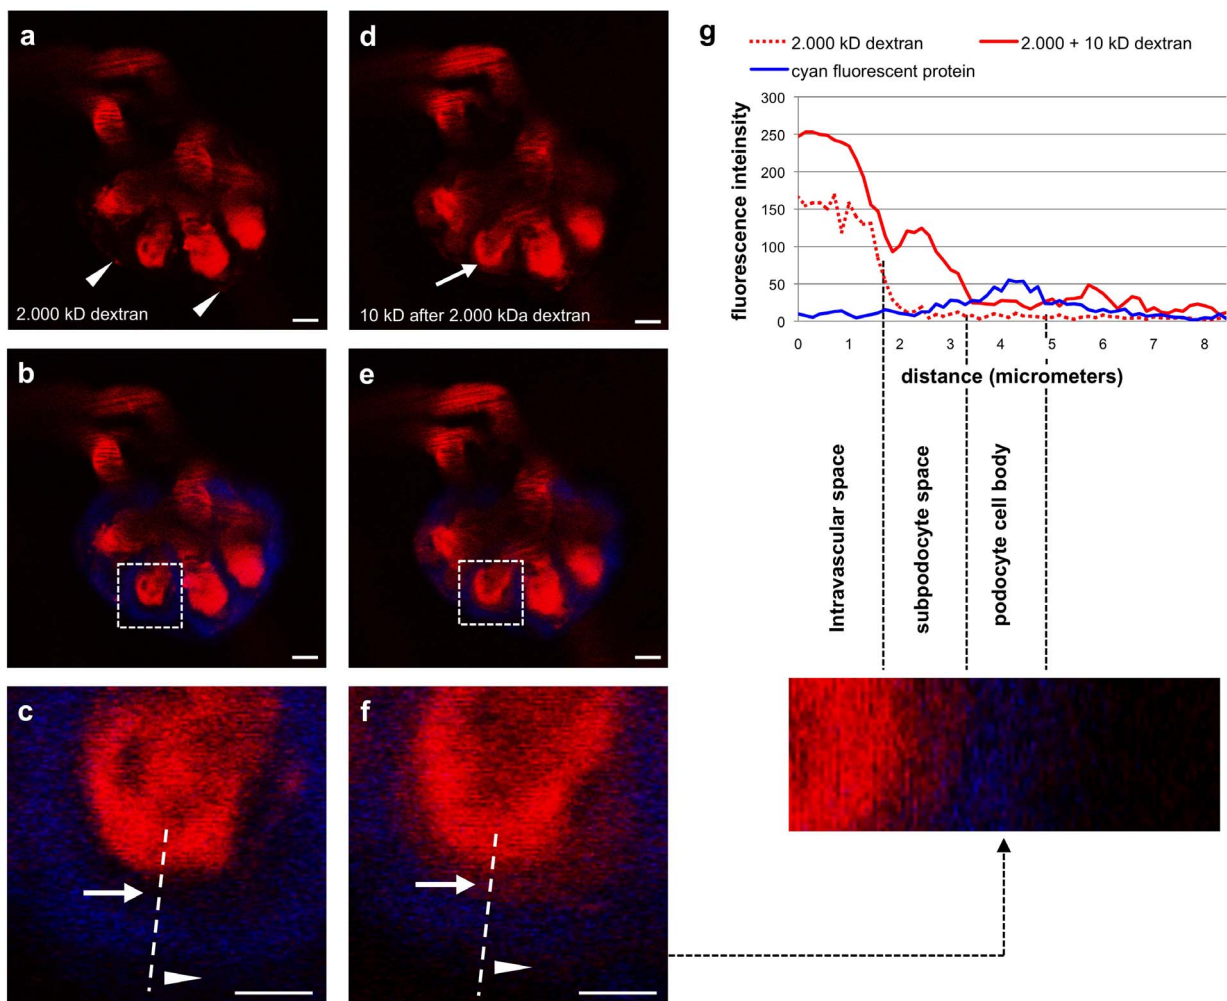 a
2.000 kD dextran
b
c
d
10 kD after 2.000 kDa dextran
e
f
g
2.000 kD dextran
2.000 + 10 kD dextran
cyan fluorescent protein
fluorescence inteinsity
300
250
200
150
100
50
0
0 1 2 3 4 5 6 7 8
distance (micrometers)
Intravascular space
subpodocyte space
podocyte cell body